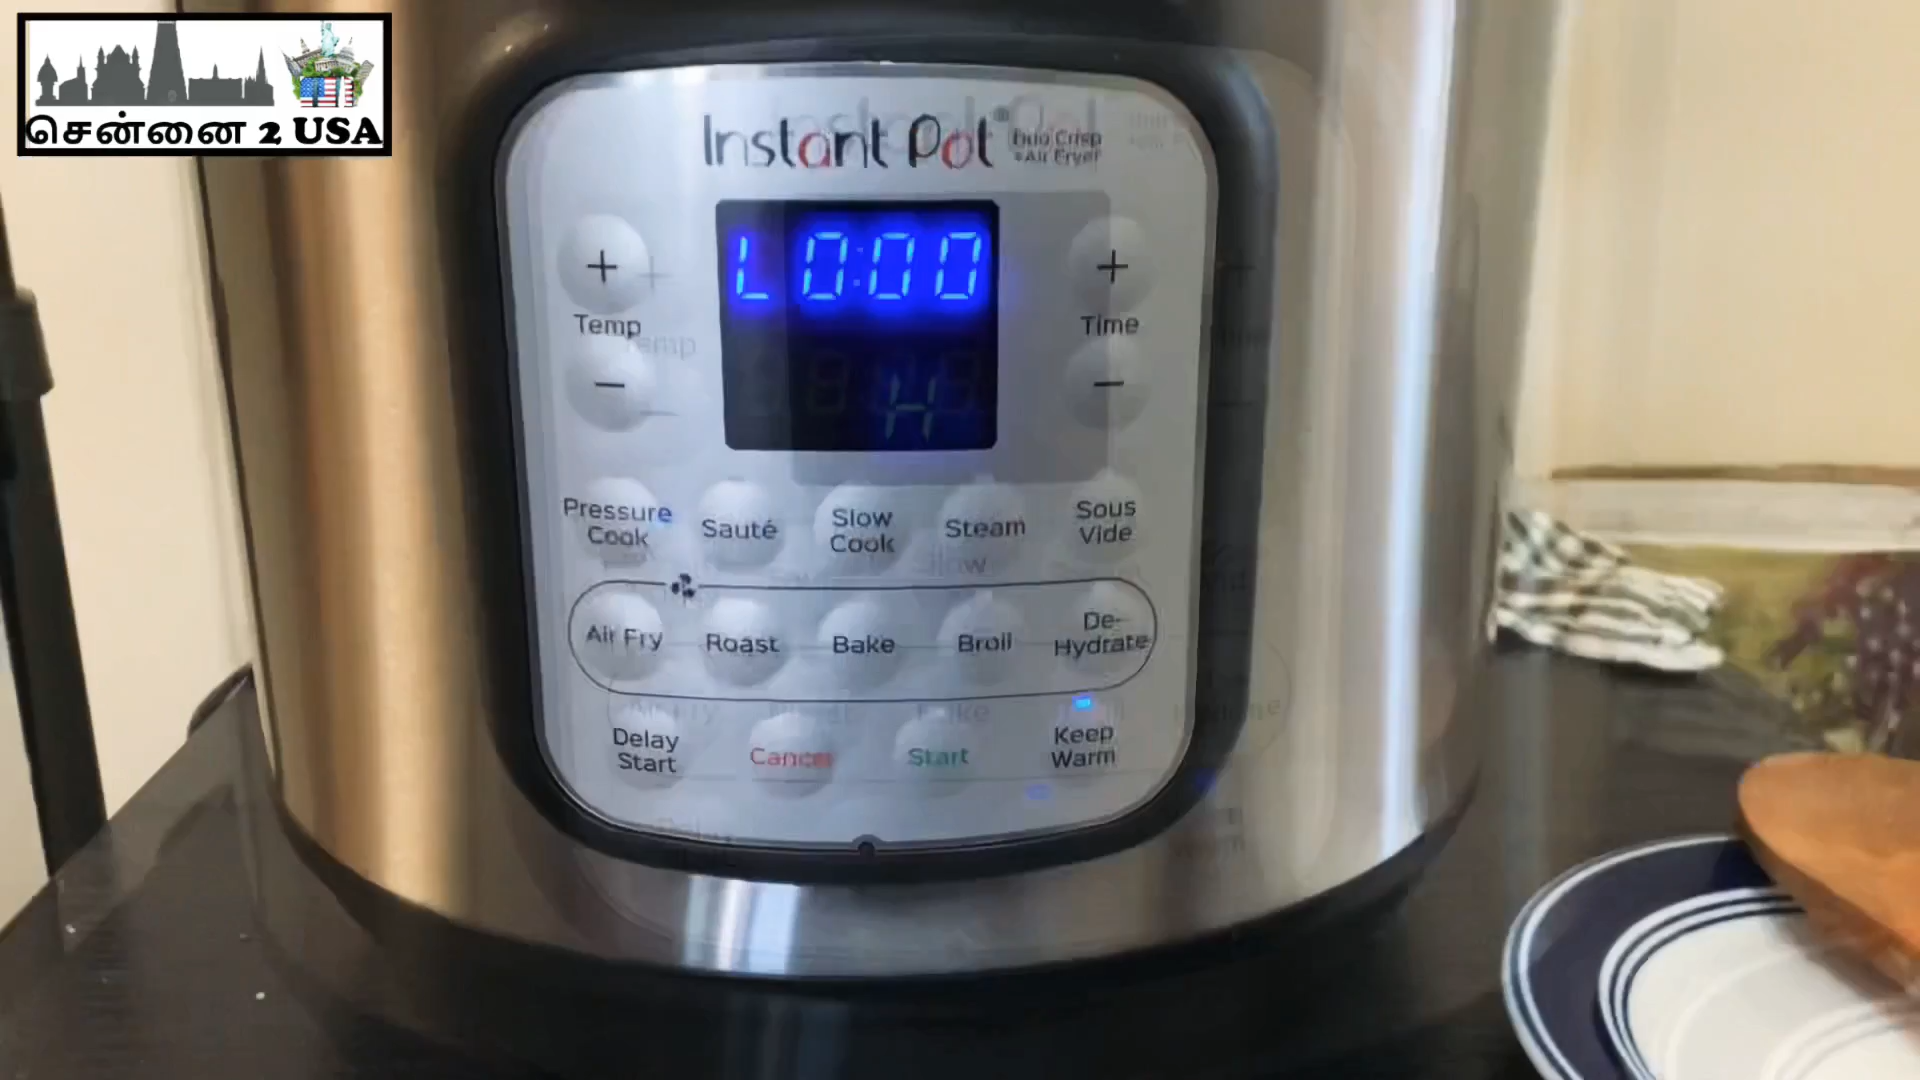 சென்னை 2 USA
Instant Pot® Duo Crisp
+Air Fryer
L0:00
H
+ +
Temp Time
− −
Pressure Cook
Sauté
Slow Cook
Steam
Sous Vide
Air Fry
Roast
Bake
Broil
De-Hydrate
Delay Start
Cancel
Start
Keep Warm